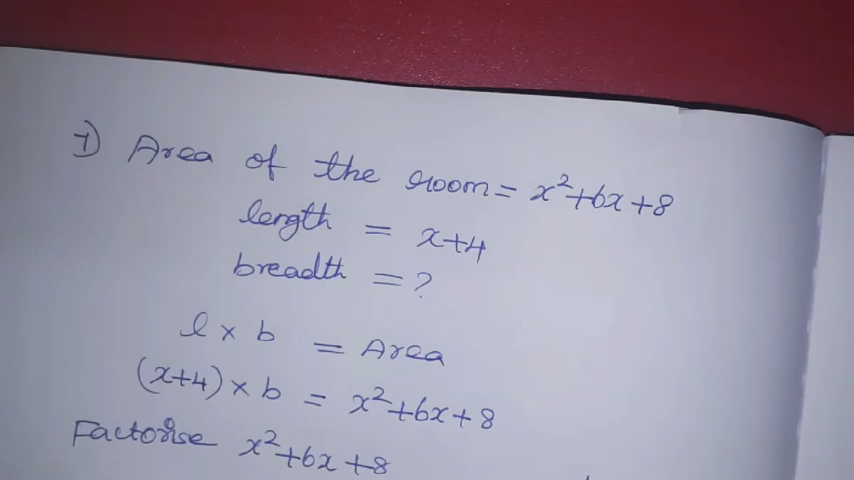 1) Area of the room = x²+6x+8
length = x+4
breadth = ?
l × b = Area
(x+4) × b = x²+6x+8
Factorise x²+6x+8